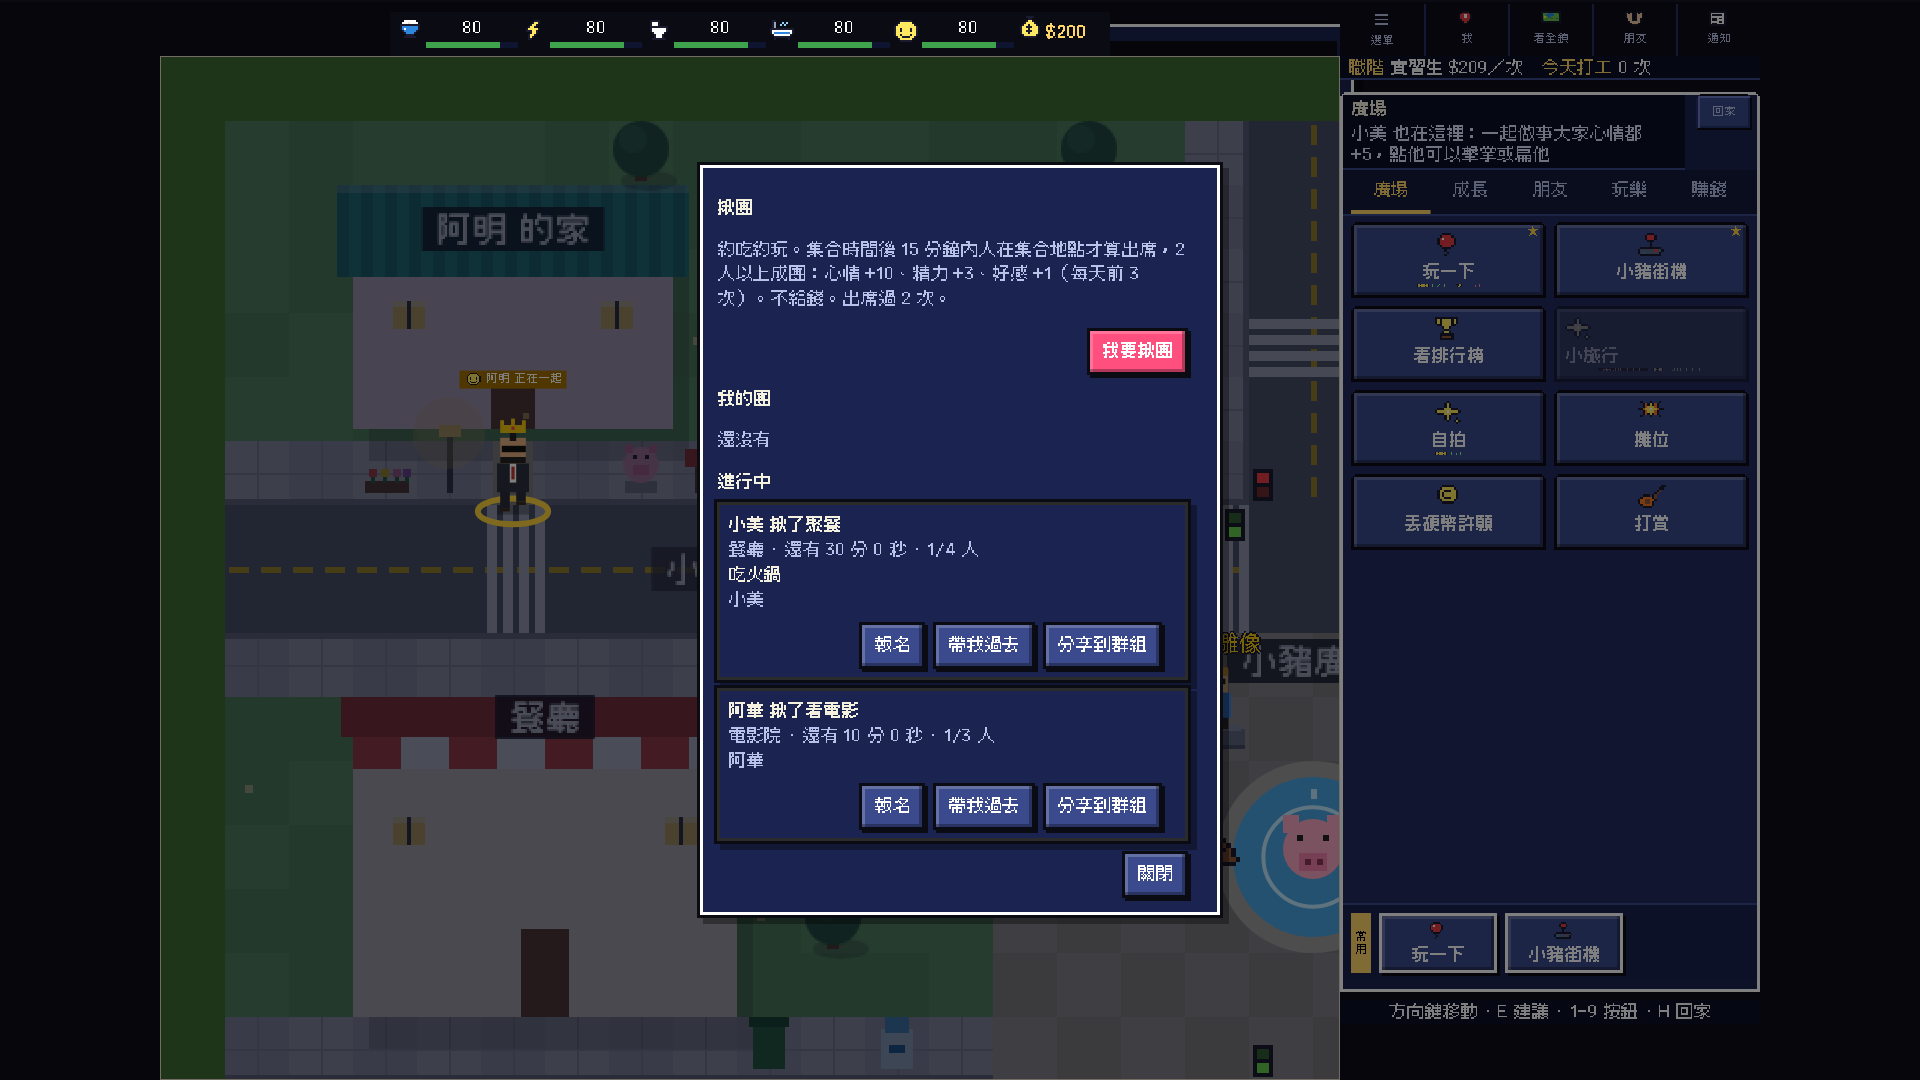 80
80
80
80
80
$200
選單
我
看全鎮
朋友
通知
職階 實習生 $209／次 今天打工 0 次
廣場
小美 也在這裡：一起做事大家心情都
+5，點他可以擊掌或扁他
回家
廣場
成長
朋友
玩樂
賺錢
玩一下
小豬街機
看排行榜
小旅行
自拍
攤位
丟硬幣許願
打賞
常用
玩一下
小豬街機
方向鍵移動 · E 建議 · 1-9 按鈕 · H 回家
阿明 的家
阿明 正在一起
小
餐廳
雕像
小豬廣
揪團
約吃約玩。集合時間後 15 分鐘內人在集合地點才算出席，2
人以上成團：心情 +10、精力 +3、好感 +1（每天前 3
次）。不給錢。出席過 2 次。
我要揪團
我的團
還沒有
進行中
小美 揪了聚餐
餐廳 · 還有 30 分 0 秒 · 1/4 人
吃火鍋
小美
報名
帶我過去
分享到群組
阿華 揪了看電影
電影院 · 還有 10 分 0 秒 · 1/3 人
阿華
報名
帶我過去
分享到群組
關閉